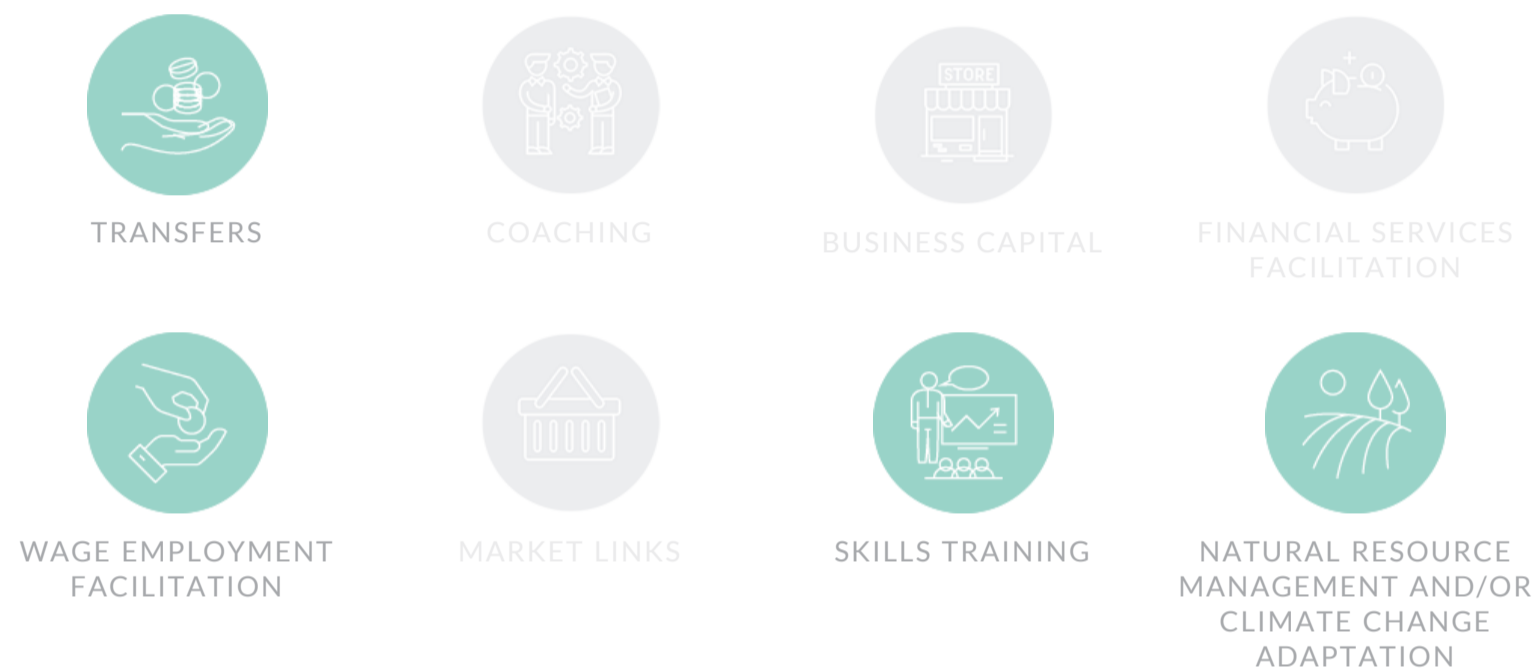 STORE
TRANSFERS
COACHING
BUSINESS CAPITAL
FINANCIAL SERVICES
FACILITATION
WAGE EMPLOYMENT
FACILITATION
MARKET LINKS
SKILLS TRAINING
NATURAL RESOURCE
MANAGEMENT AND/OR
CLIMATE CHANGE
ADAPTATION